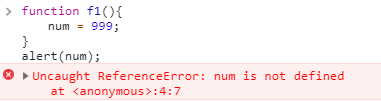 > function f1(){
num = 999;
}
alert(num);
Uncaught ReferenceError: num is not defined
at <anonymous>:4:7